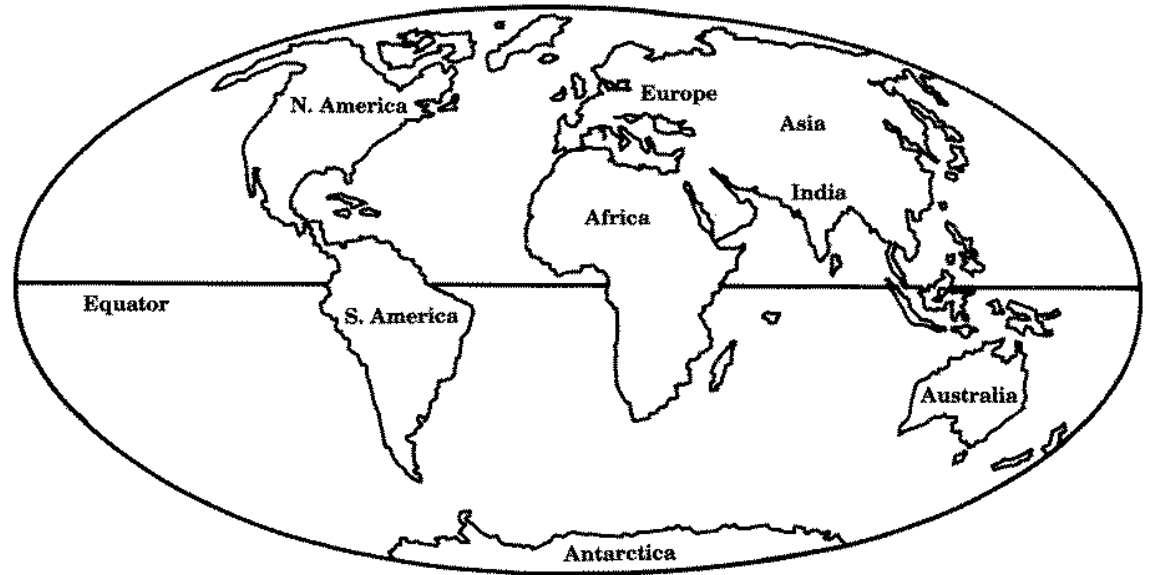 N. America
Europe
Asia
India
Africa
Equator
S. America
Australia
Antarctica